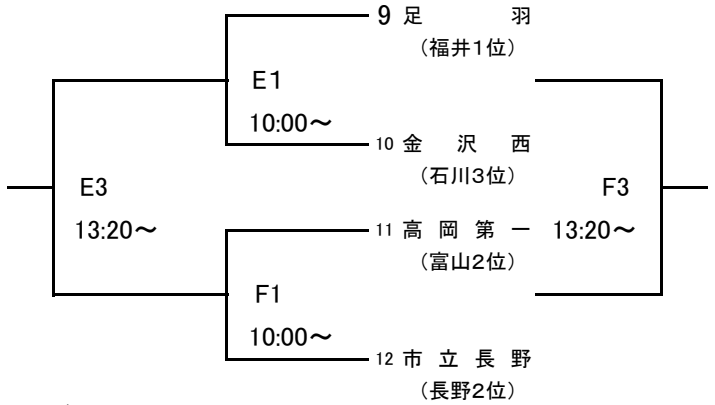 9 足 羽
（福井１位）
E1
10:00～
10 金 沢 西
（石川３位）
E3
13:20～
F3
13:20～
11 高 岡 第 一
（富山２位）
F1
10:00～
12 市 立 長 野
（長野２位）